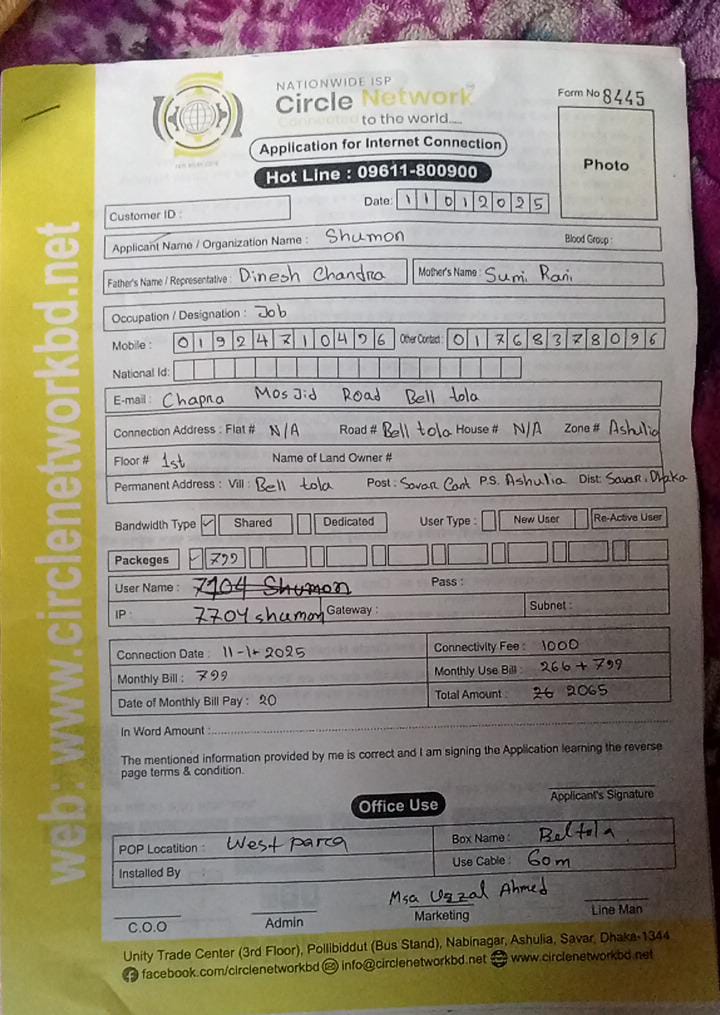 NATIONWIDE ISP
Circle Network
Connected to the world.....
Form No 8445
Application for Internet Connection
Hot Line : 09611-800900
Photo
Date: 11012025
Customer ID :
Applicant Name / Organization Name : Shumon Blood Group :
Father's Name / Representative : Dinesh Chandra Mother's Name : Sumi Rani
Occupation / Designation : Job
Mobile : 01924710496 Other Contact : 01768378096
National Id:
E-mail : Chapra Mosjid Road Bell tola
Connection Address : Flat # N/A Road # Bell tola House # N/A Zone # Ashulia
Floor # 1st Name of Land Owner #
Permanent Address : Vill : Bell tola Post : Savar Cant P.S. Ashulia Dist: Savar, Dhaka
Bandwidth Type ✓ Shared Dedicated User Type : New User Re-Active User
Packeges ✓ 799
User Name : 7104 Shumon Pass :
IP : 7704 shumon Gateway : Subnet :
Connection Date : 11-1-2025 Connectivity Fee : 1000
Monthly Bill : 799 Monthly Use Bill : 266 + 799
Date of Monthly Bill Pay : 20 Total Amount : 26 2065
In Word Amount :
The mentioned information provided by me is correct and I am signing the Application learning the reverse
page terms & condition.
Applicant's Signature
Office Use
POP Locatition : West parca Box Name : Beltola
Installed By : Use Cable : 60m
Ahmed
C.O.O Admin Marketing Line Man
Unity Trade Center (3rd Floor), Pollibiddut (Bus Stand), Nabinagar, Ashulia, Savar, Dhaka-1344
facebook.com/circlenetworkbd info@circlenetworkbd.net www.circlenetworkbd.net
web: www.circlenetworkbd.net